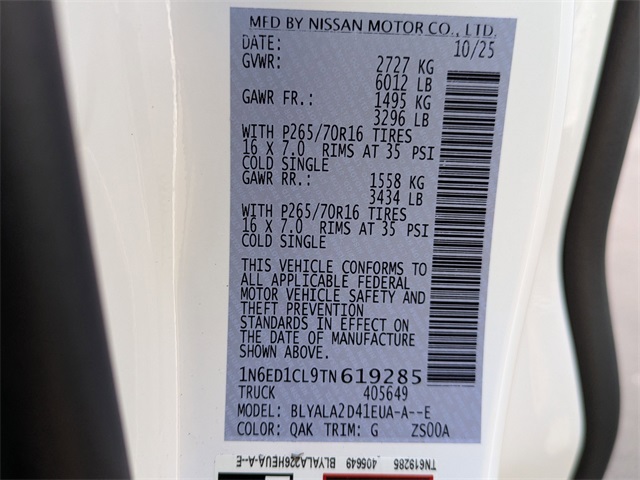 MFD BY NISSAN MOTOR CO., LTD.
DATE: 10/25
GVWR: 2727 KG
6012 LB
GAWR FR.: 1495 KG
3296 LB
WITH P265/70R16 TIRES
16 X 7.0 RIMS AT 35 PSI
COLD SINGLE
GAWR RR.: 1558 KG
3434 LB
WITH P265/70R16 TIRES
16 X 7.0 RIMS AT 35 PSI
COLD SINGLE
THIS VEHICLE CONFORMS TO
ALL APPLICABLE FEDERAL
MOTOR VEHICLE SAFETY AND
THEFT PREVENTION
STANDARDS IN EFFECT ON
THE DATE OF MANUFACTURE
SHOWN ABOVE.
1N6ED1CL9TN619285
TRUCK 405649
MODEL: BLYALA2D41EUA-A--E
COLOR: QAK TRIM: G ZS00A
TN619285 405649 BLYALA226HEUA-A--E